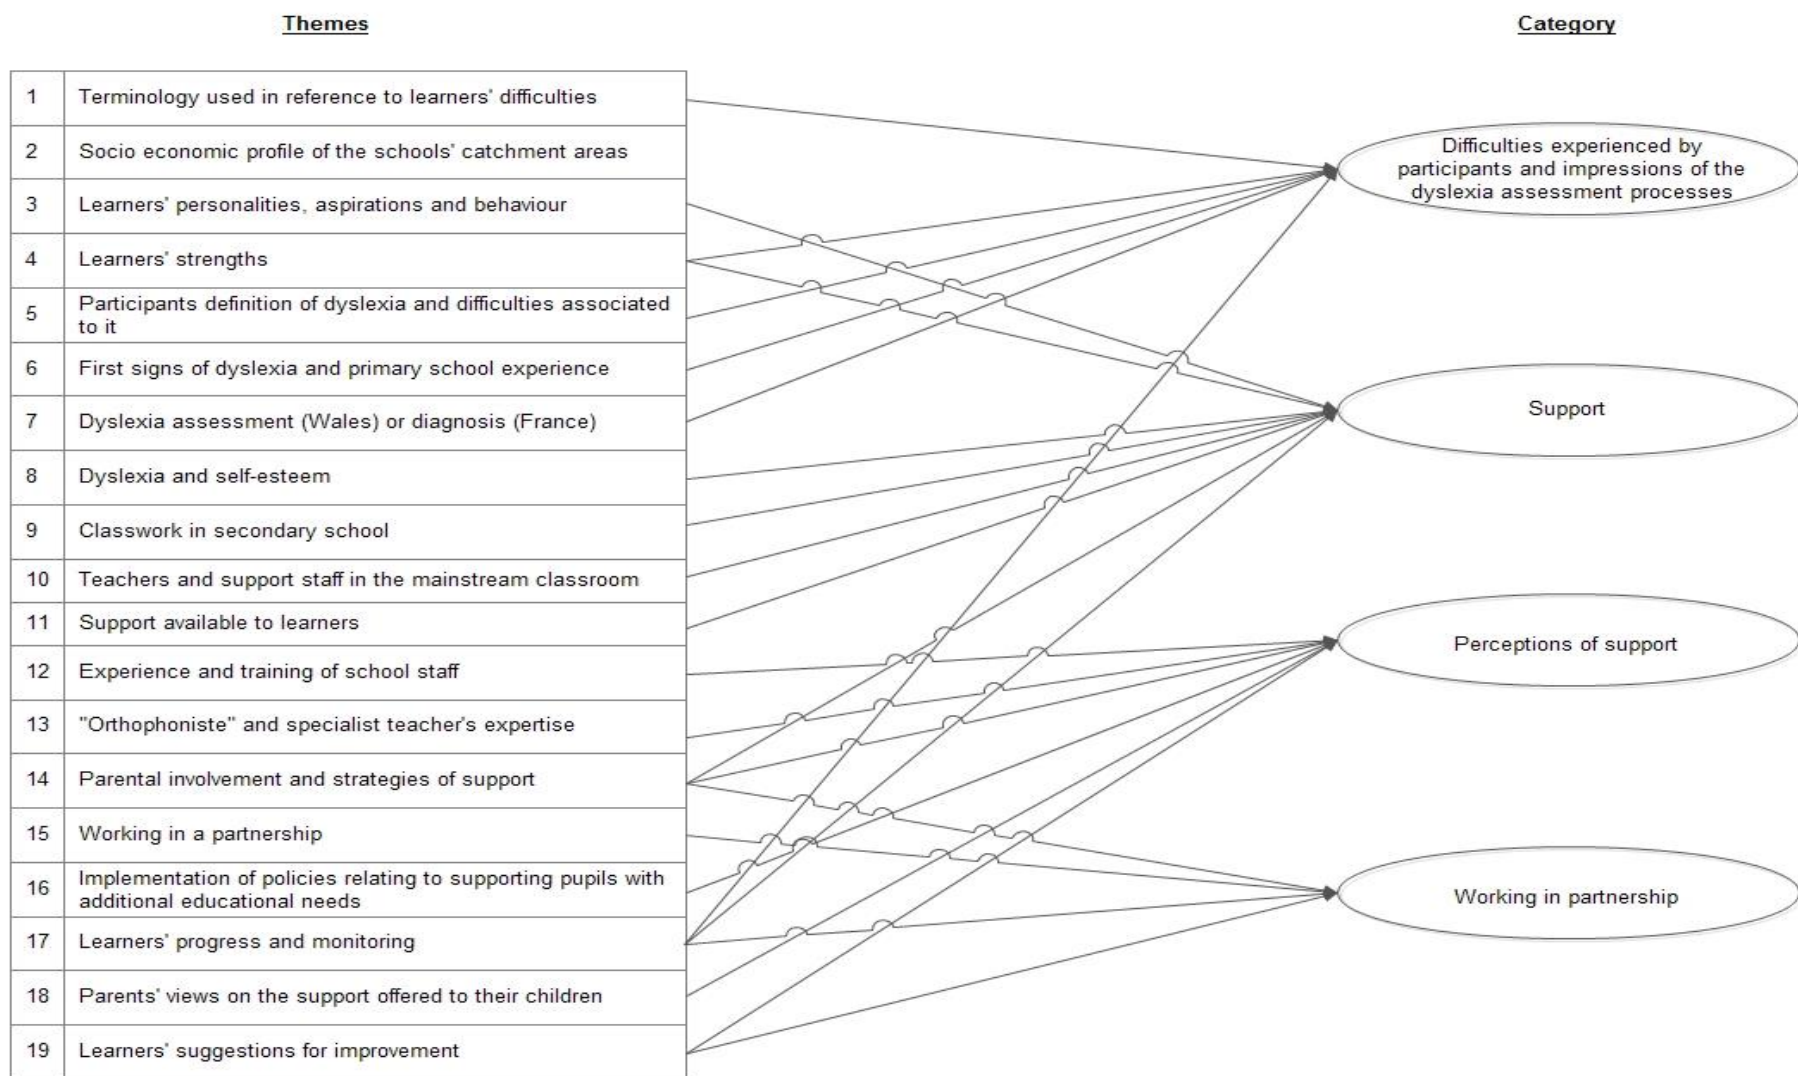 Themes
Category
1 Terminology used in reference to learners' difficulties
2 Socio economic profile of the schools' catchment areas
3 Learners' personalities, aspirations and behaviour
4 Learners' strengths
5 Participants definition of dyslexia and difficulties associated
to it
6 First signs of dyslexia and primary school experience
7 Dyslexia assessment (Wales) or diagnosis (France)
8 Dyslexia and self-esteem
9 Classwork in secondary school
10 Teachers and support staff in the mainstream classroom
11 Support available to learners
12 Experience and training of school staff
13 "Orthophoniste" and specialist teacher's expertise
14 Parental involvement and strategies of support
15 Working in a partnership
16 Implementation of policies relating to supporting pupils with
additional educational needs
17 Learners' progress and monitoring
18 Parents' views on the support offered to their children
19 Learners' suggestions for improvement
Difficulties experienced by
participants and impressions of the
dyslexia assessment processes
Support
Perceptions of support
Working in partnership